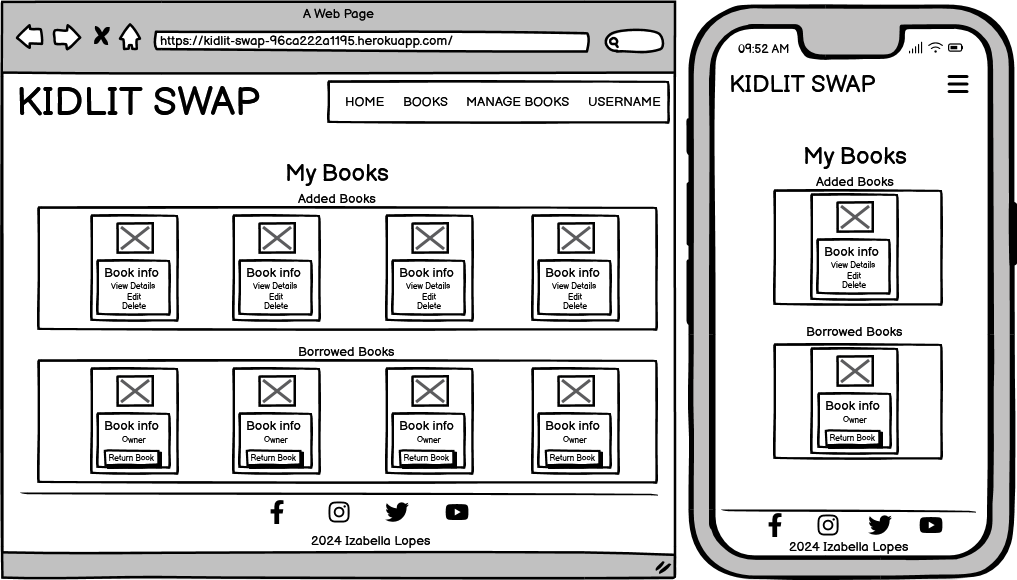 A Web Page
https://kidlit-swap-96ca222a1195.herokuapp.com/
KIDLIT SWAP
HOME BOOKS MANAGE BOOKS USERNAME
My Books
Added Books
Book info Book info Book info Book info
View Details View Details View Details View Details
Edit Edit Edit Edit
Delete Delete Delete Delete
Borrowed Books
Book info Book info Book info Book info
Owner Owner Owner Owner
Return Book Return Book Return Book Return Book
2024 Izabella Lopes
09:52 AM
KIDLIT SWAP
My Books
Added Books
Book info
View Details
Edit
Delete
Borrowed Books
Book info
Owner
Return Book
2024 Izabella Lopes